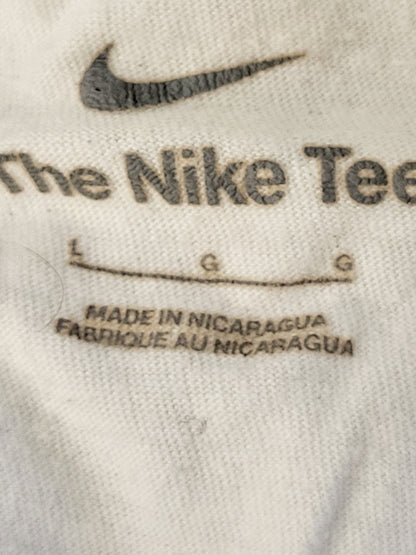 The Nike Tee
L G G
MADE IN NICARAGUA
FABRIQUE AU NICARAGUA